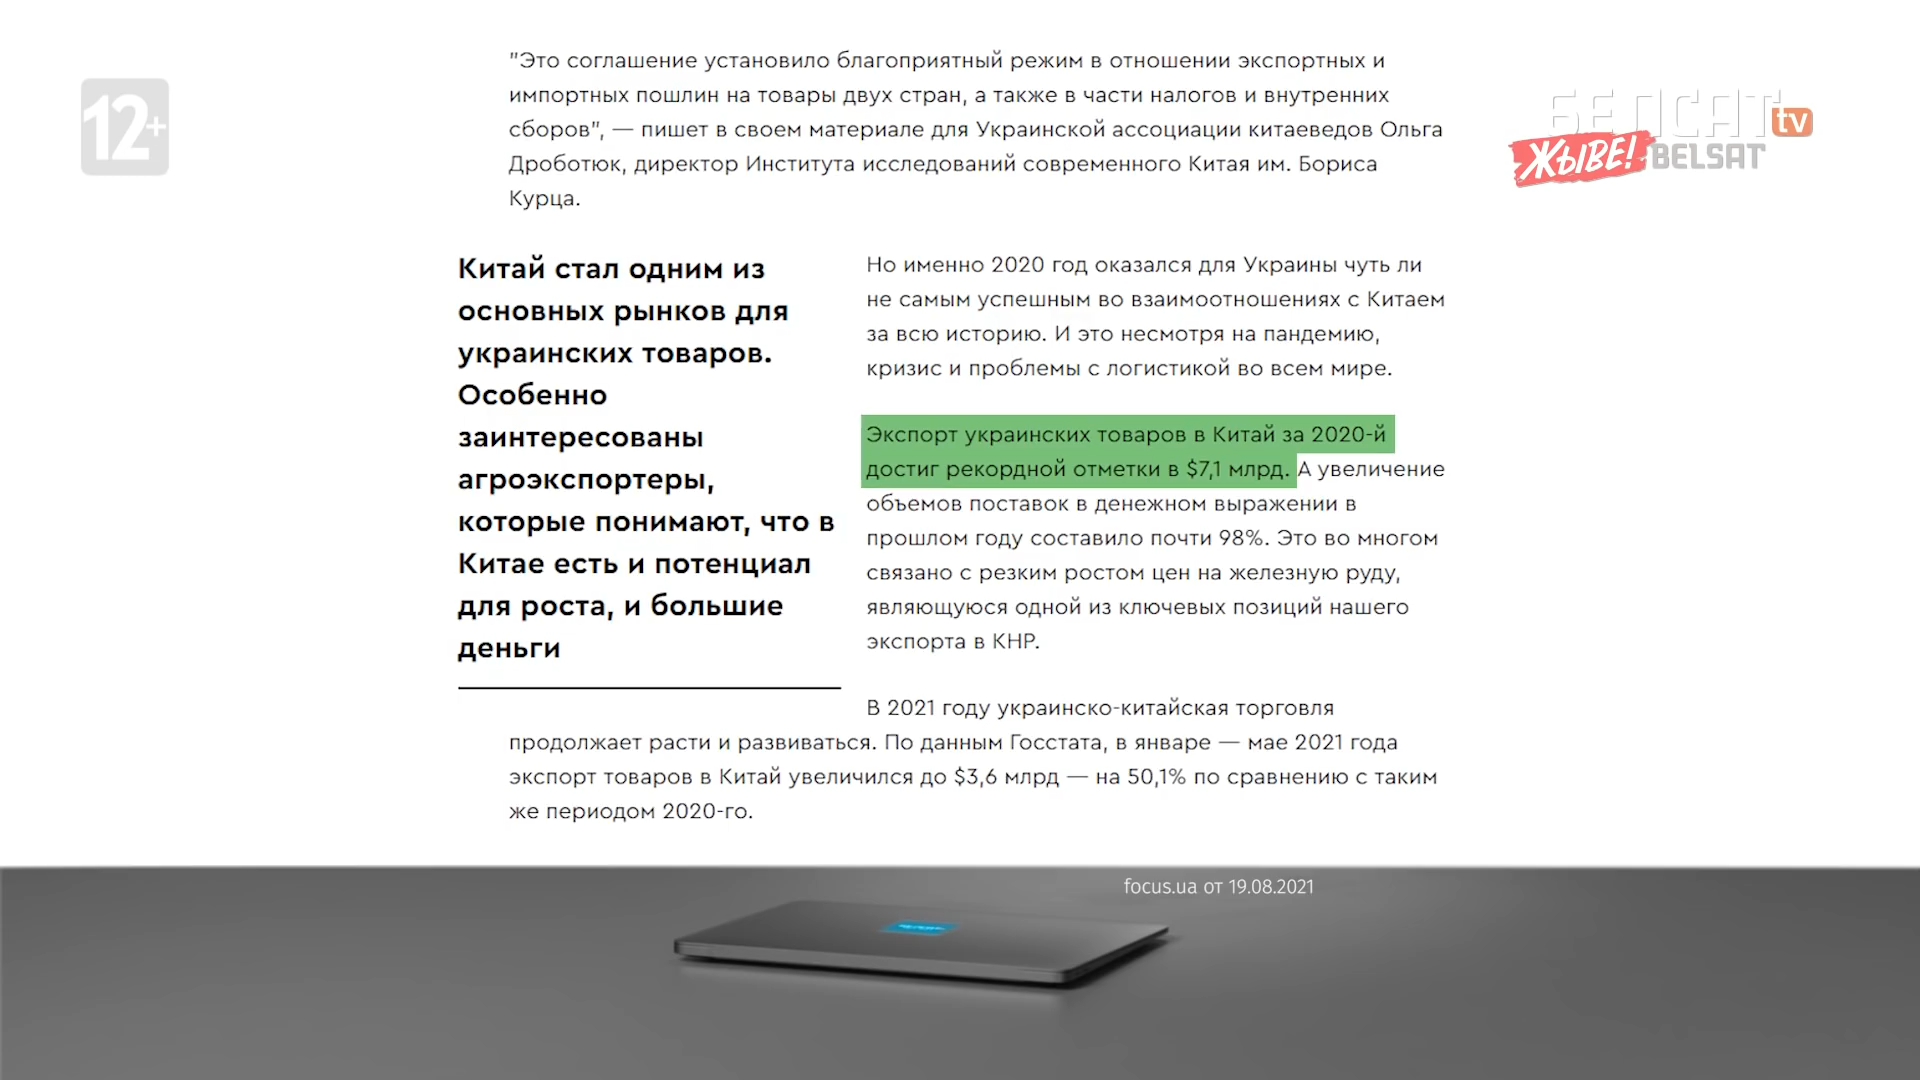 12+
"Это соглашение установило благоприятный режим в отношении экспортных и
импортных пошлин на товары двух стран, а также в части налогов и внутренних
сборов", — пишет в своем материале для Украинской ассоциации китаеведов Ольга
Дроботюк, директор Института исследований современного Китая им. Бориса
Курца.
БЕЛСАТ tv
ЖЫВЕ! BELSAT
Китай стал одним из
основных рынков для
украинских товаров.
Особенно
заинтересованы
агроэкспортеры,
которые понимают, что в
Китае есть и потенциал
для роста, и большие
деньги
Но именно 2020 год оказался для Украины чуть ли
не самым успешным во взаимоотношениях с Китаем
за всю историю. И это несмотря на пандемию,
кризис и проблемы с логистикой во всем мире.
Экспорт украинских товаров в Китай за 2020-й
достиг рекордной отметки в $7,1 млрд. А увеличение
объемов поставок в денежном выражении в
прошлом году составило почти 98%. Это во многом
связано с резким ростом цен на железную руду,
являющуюся одной из ключевых позиций нашего
экспорта в КНР.
В 2021 году украинско-китайская торговля
продолжает расти и развиваться. По данным Госстата, в январе — мае 2021 года
экспорт товаров в Китай увеличился до $3,6 млрд — на 50,1% по сравнению с таким
же периодом 2020-го.
focus.ua от 19.08.2021